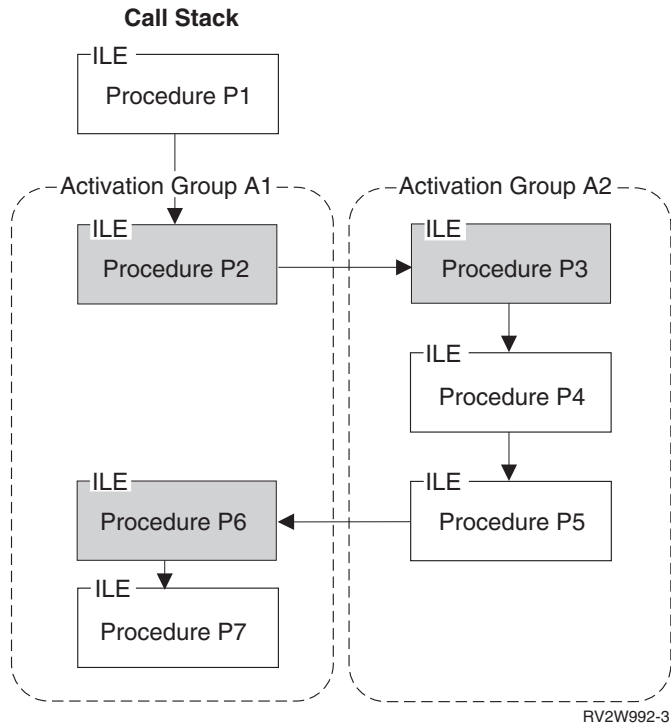 Call Stack
ILE
Procedure P1
Activation Group A1
Activation Group A2
ILE
Procedure P2
ILE
Procedure P3
ILE
Procedure P4
ILE
Procedure P5
ILE
Procedure P6
ILE
Procedure P7
RV2W992-3